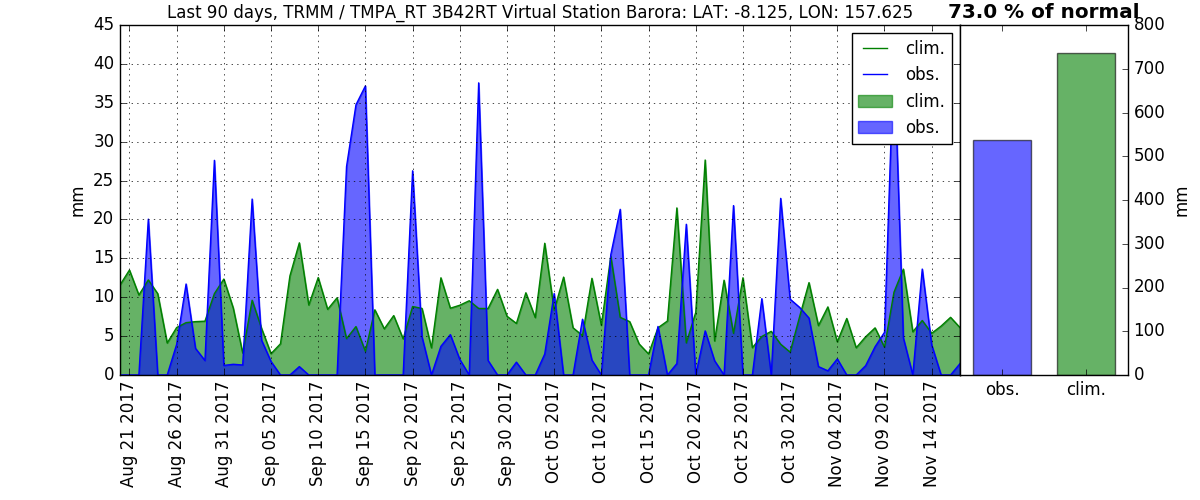 Last 90 days, TRMM / TMPA_RT 3B42RT Virtual Station Barora: LAT: -8.125, LON: 157.625
73.0 % of normal
45
40
35
30
25
20
15
10
5
0
mm
clim.
obs.
clim.
obs.
800
700
600
500
400
300
200
100
0
mm
Aug 21 2017
Aug 26 2017
Aug 31 2017
Sep 05 2017
Sep 10 2017
Sep 15 2017
Sep 20 2017
Sep 25 2017
Sep 30 2017
Oct 05 2017
Oct 10 2017
Oct 15 2017
Oct 20 2017
Oct 25 2017
Oct 30 2017
Nov 04 2017
Nov 09 2017
Nov 14 2017
obs.
clim.